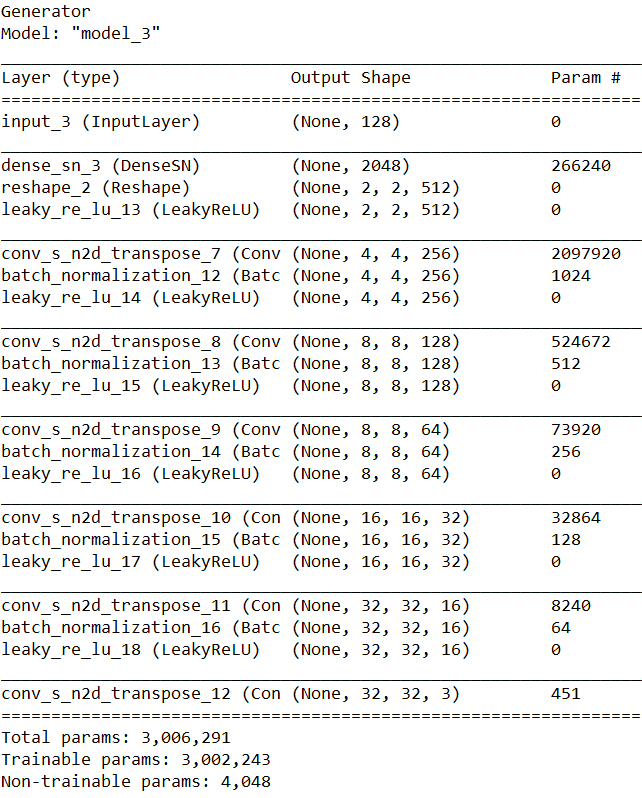 Generator
Model: "model_3"
Layer (type) Output Shape Param #
input_3 (InputLayer) (None, 128) 0
dense_sn_3 (DenseSN) (None, 2048) 266240
reshape_2 (Reshape) (None, 2, 2, 512) 0
leaky_re_lu_13 (LeakyReLU) (None, 2, 2, 512) 0
conv_s_n2d_transpose_7 (Conv (None, 4, 4, 256) 2097920
batch_normalization_12 (Batc (None, 4, 4, 256) 1024
leaky_re_lu_14 (LeakyReLU) (None, 4, 4, 256) 0
conv_s_n2d_transpose_8 (Conv (None, 8, 8, 128) 524672
batch_normalization_13 (Batc (None, 8, 8, 128) 512
leaky_re_lu_15 (LeakyReLU) (None, 8, 8, 128) 0
conv_s_n2d_transpose_9 (Conv (None, 8, 8, 64) 73920
batch_normalization_14 (Batc (None, 8, 8, 64) 256
leaky_re_lu_16 (LeakyReLU) (None, 8, 8, 64) 0
conv_s_n2d_transpose_10 (Con (None, 16, 16, 32) 32864
batch_normalization_15 (Batc (None, 16, 16, 32) 128
leaky_re_lu_17 (LeakyReLU) (None, 16, 16, 32) 0
conv_s_n2d_transpose_11 (Con (None, 32, 32, 16) 8240
batch_normalization_16 (Batc (None, 32, 32, 16) 64
leaky_re_lu_18 (LeakyReLU) (None, 32, 32, 16) 0
conv_s_n2d_transpose_12 (Con (None, 32, 32, 3) 451
Total params: 3,006,291
Trainable params: 3,002,243
Non-trainable params: 4,048